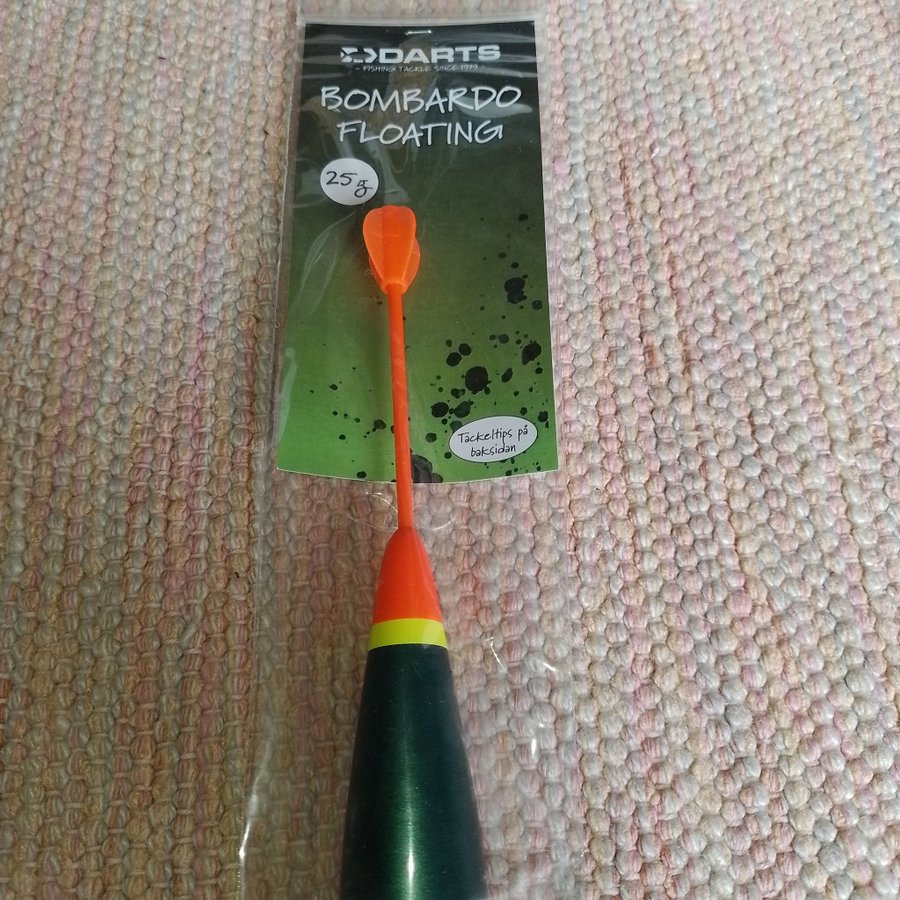 DARTS
- FISHING TACKLE SINCE 1979 -
BOMBARDO
FLOATING
25g
Tackeltips på
baksidan